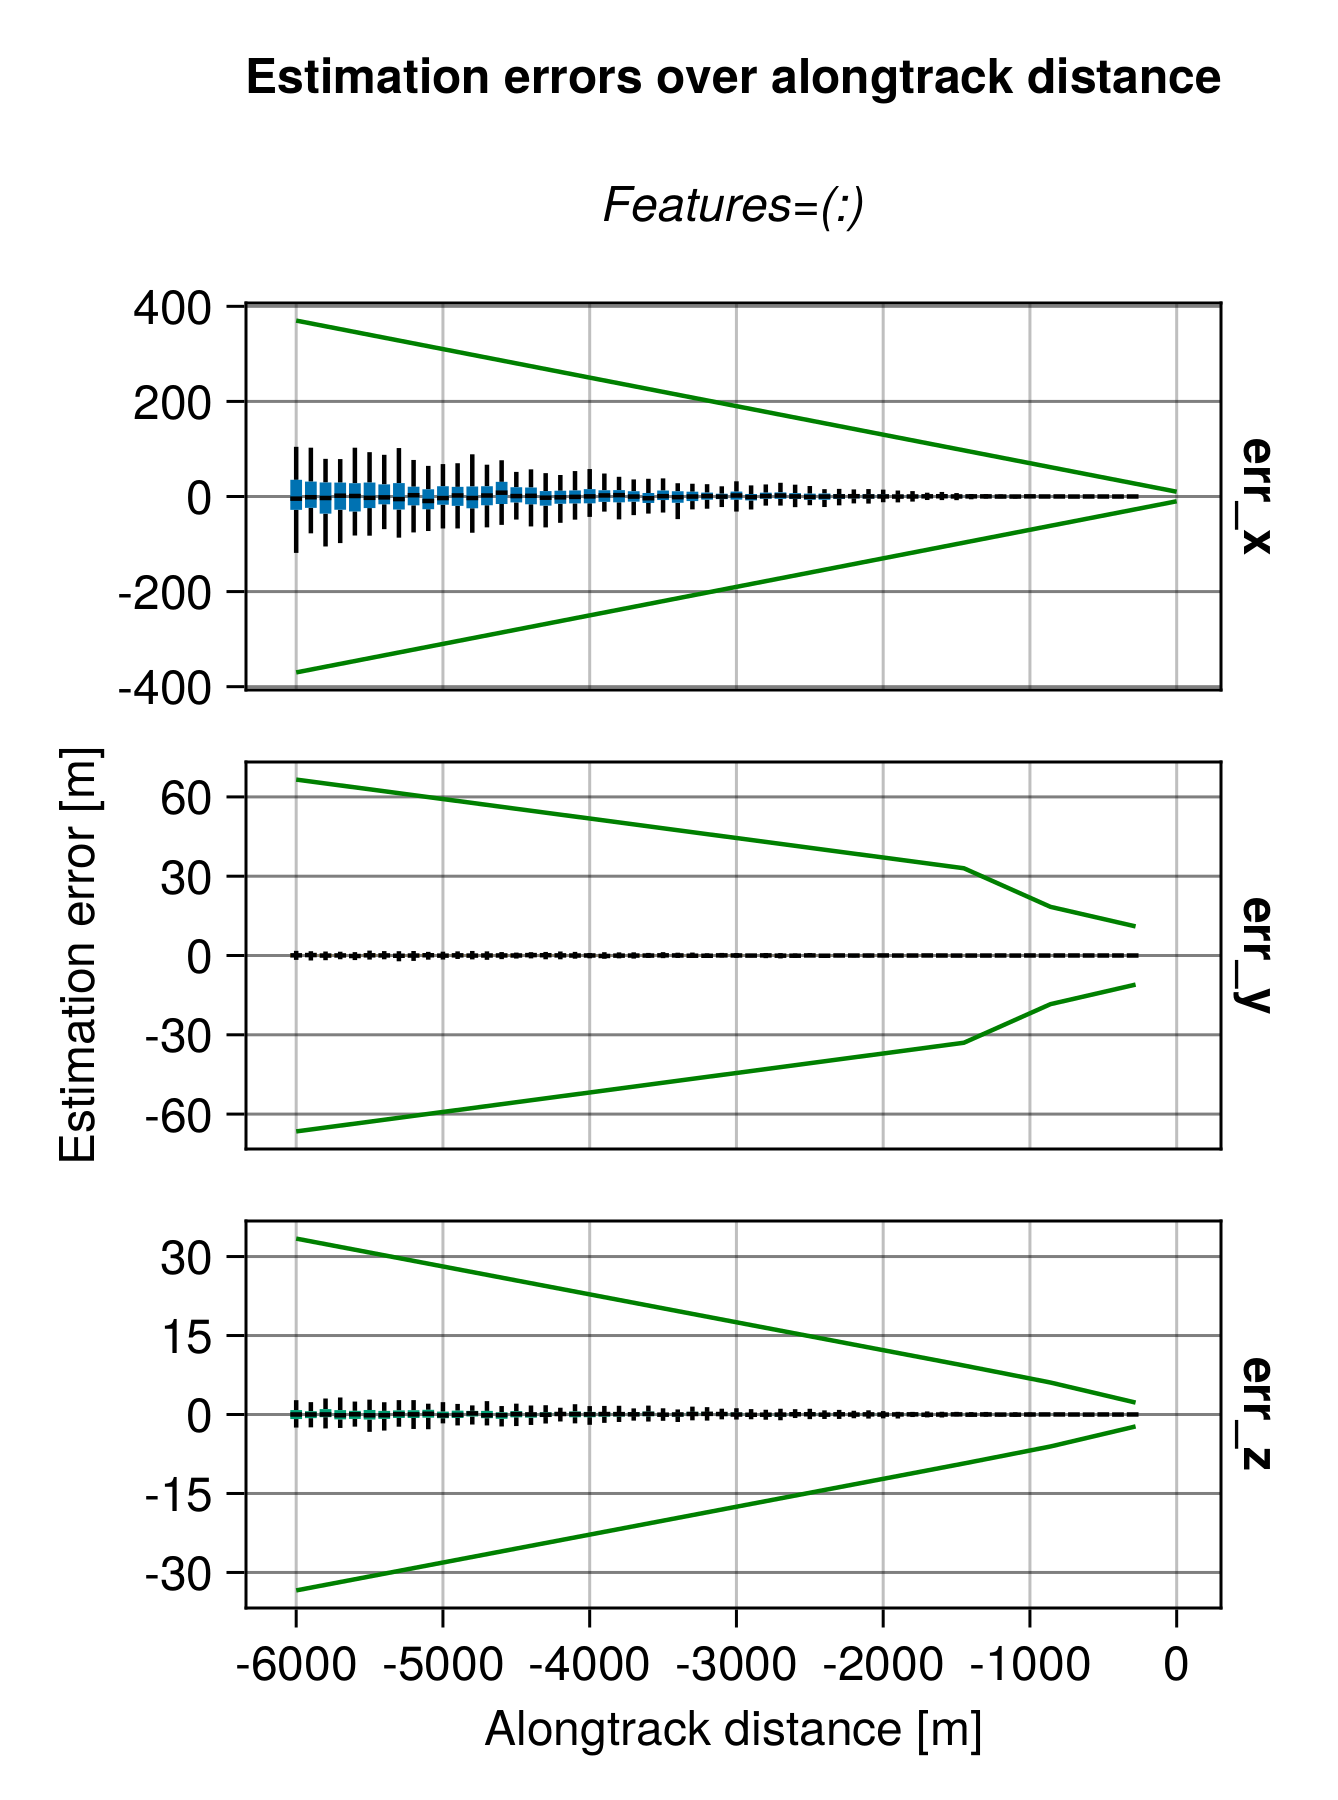 Estimation errors over alongtrack distance
Features=(:)
400
200
0
-200
-400
err_x
60
30
0
-30
-60
err_y
Estimation error [m]
30
15
0
-15
-30
err_z
-6000 -5000 -4000 -3000 -2000 -1000 0
Alongtrack distance [m]